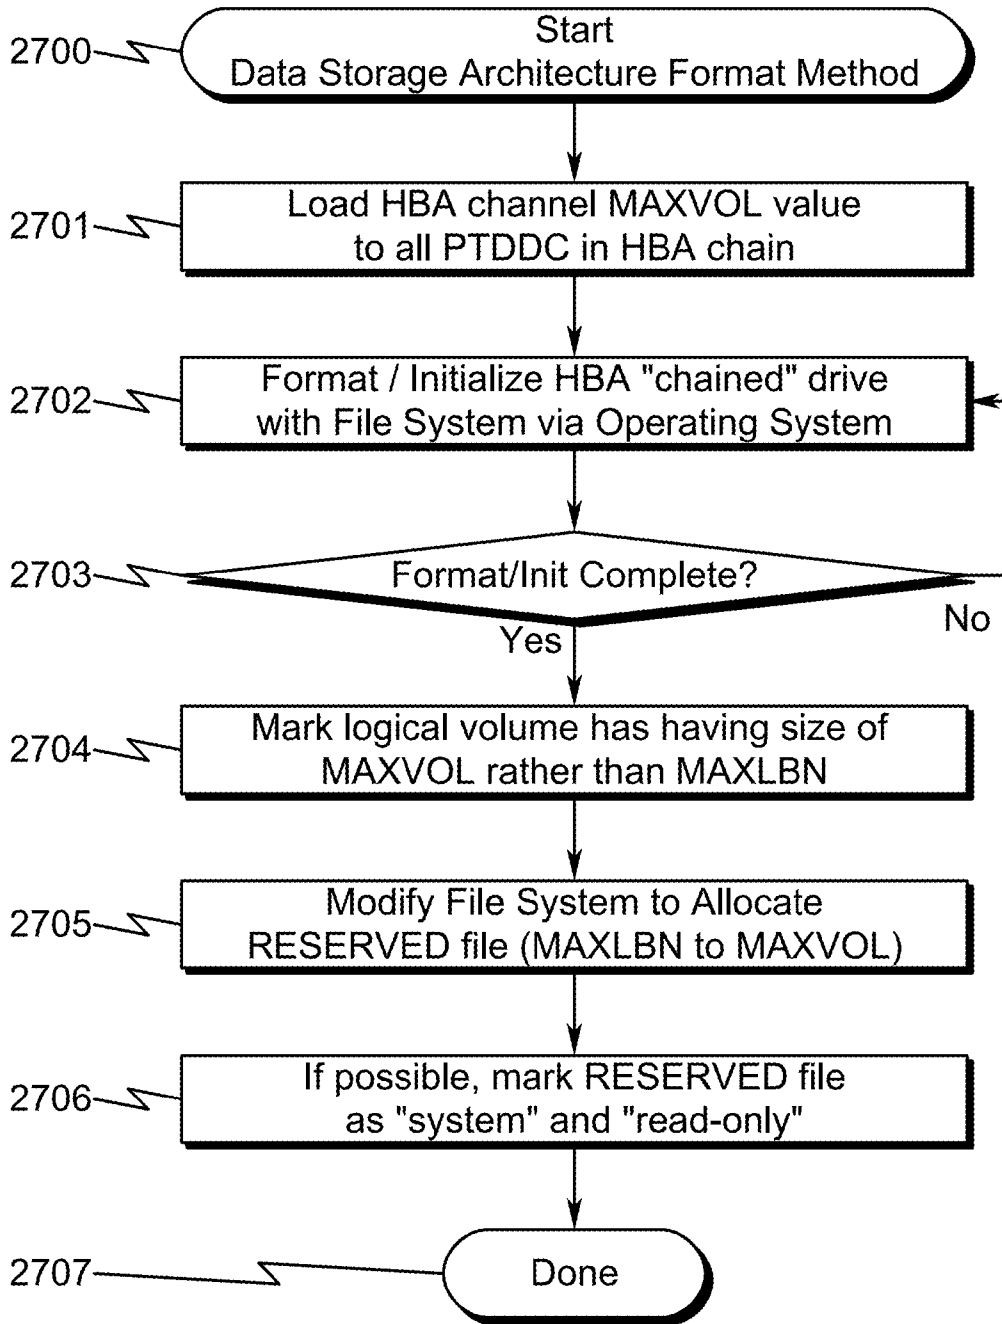 2700
Start
Data Storage Architecture Format Method
2701
Load HBA channel MAXVOL value
to all PTDDC in HBA chain
2702
Format / Initialize HBA "chained" drive
with File System via Operating System
2703
Format/Init Complete?
No
Yes
2704
Mark logical volume has having size of
MAXVOL rather than MAXLBN
2705
Modify File System to Allocate
RESERVED file (MAXLBN to MAXVOL)
2706
If possible, mark RESERVED file
as "system" and "read-only"
2707
Done